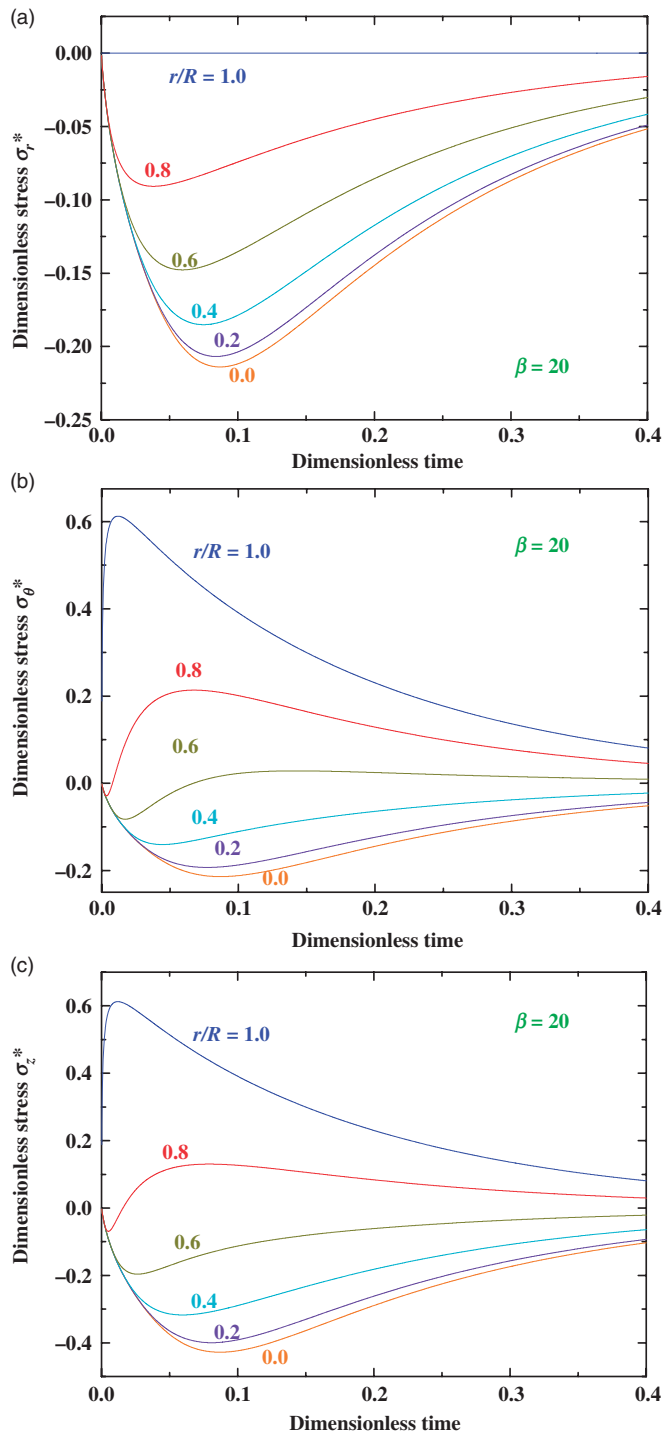 (a)
0.00
−0.05
−0.10
−0.15
−0.20
−0.25
Dimensionless stress σr*
r/R = 1.0
0.8
0.6
0.4
0.2
0.0
β = 20
0.0 0.1 0.2 0.3 0.4
Dimensionless time
(b)
0.6
0.4
0.2
0.0
−0.2
Dimensionless stress σθ*
r/R = 1.0
β = 20
0.8
0.6
0.4
0.2
0.0
0.0 0.1 0.2 0.3 0.4
Dimensionless time
(c)
0.6
0.4
0.2
0.0
−0.2
−0.4
Dimensionless stress σz*
r/R = 1.0
β = 20
0.8
0.6
0.4
0.2
0.0
0.0 0.1 0.2 0.3 0.4
Dimensionless time